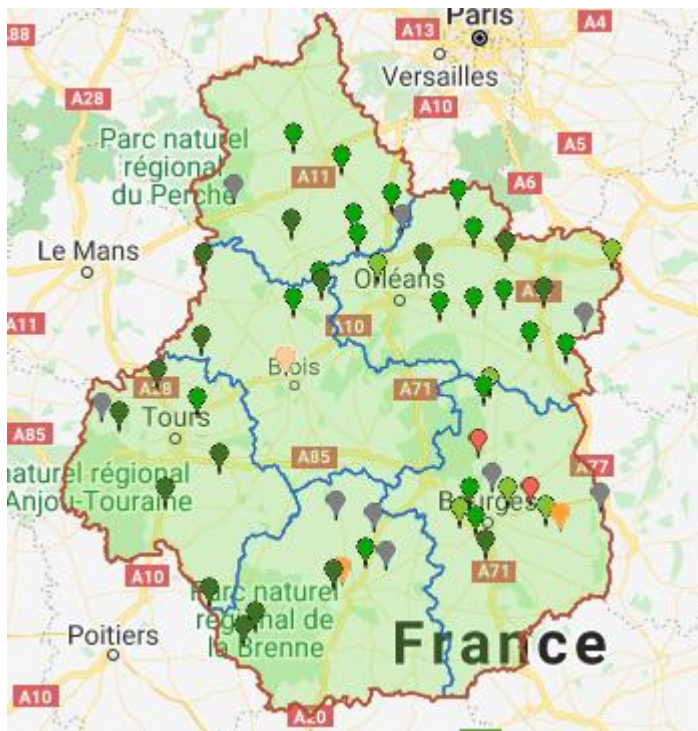 Paris
A13
A4
A88
Versailles
A28
A10
Parc naturel
régional
du Perche
A5
A11
A6
Le Mans
Orléans
A11
A10
Blois
A28
A71
Tours
A85
A85
A77
naturel régional
Anjou-Touraine
Bourges
A10
A71
Parc naturel
régional de
la Brenne
Poitiers
France
A10
A20